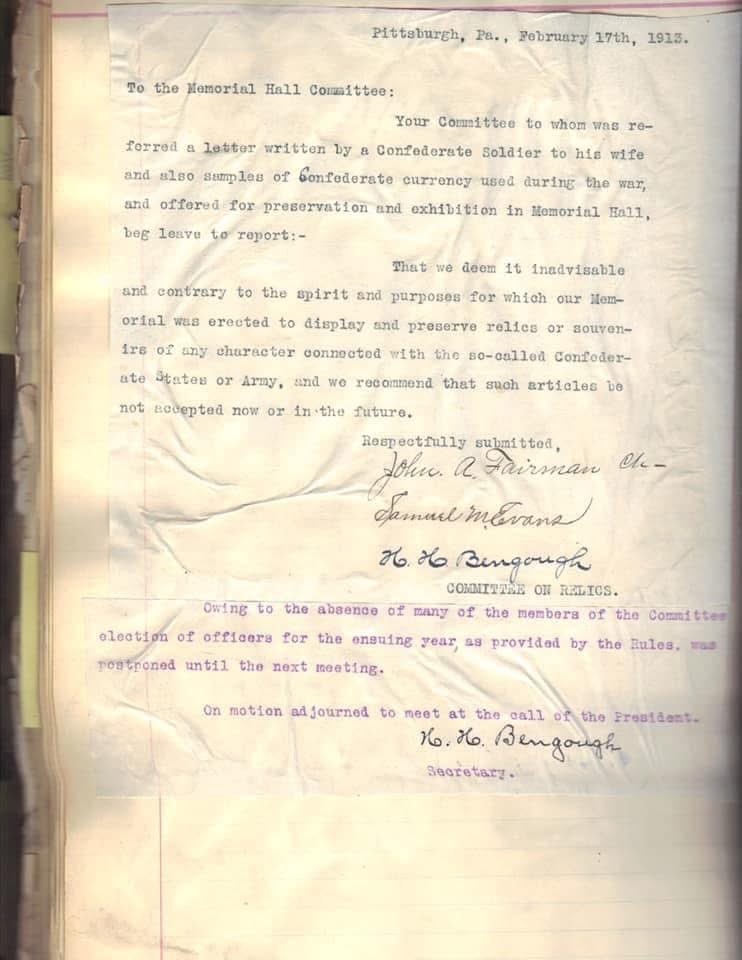 Pittsburgh, Pa., February 17th, 1913.
To the Memorial Hall Committee:
Your Committee to whom was re-
ferred a letter written by a Confederate Soldier to his wife
and also samples of Confederate currency used during the war,
and offered for preservation and exhibition in Memorial Hall,
beg leave to report:-
That we deem it inadvisable
and contrary to the spirit and purposes for which our Mem-
orial was erected to display and preserve relics or souven-
irs of any character connected with the so-called Confeder-
ate States or Army, and we recommend that such articles be
not accepted now or in the future.
Respectfully submitted,
John. A. Fairman Ch-
Samuel M. Evans
H. H. Bengough
COMMITTEE ON RELICS.
Owing to the absence of many of the members of the Committee
election of officers for the ensuing year, as provided by the Rules, was
postponed until the next meeting.
On motion adjourned to meet at the call of the President.
H. H. Bengough
Secretary.